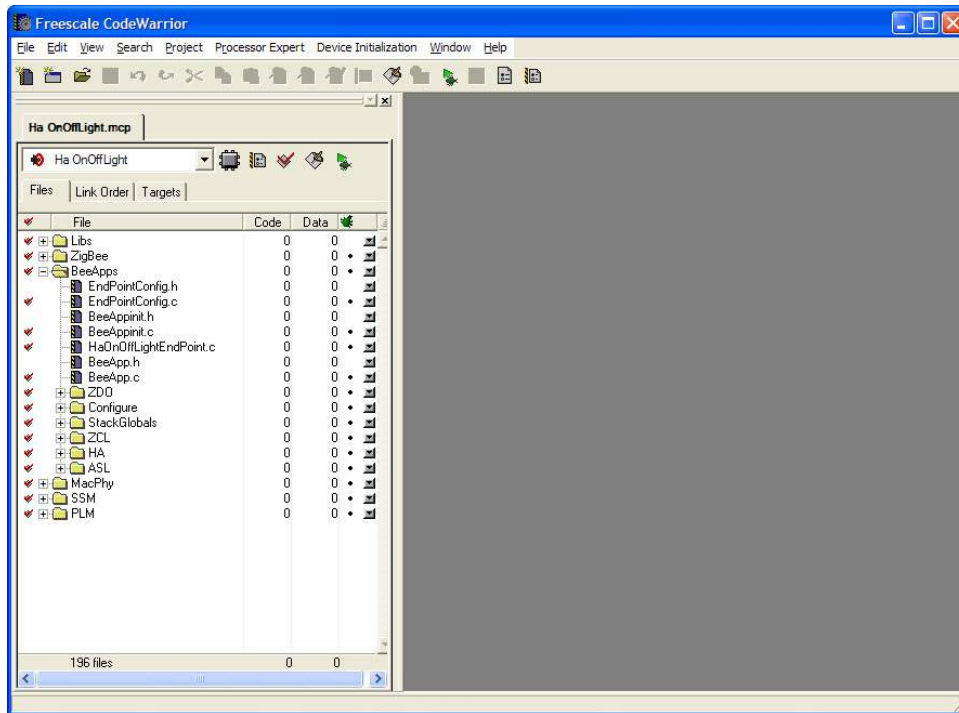 Freescale CodeWarrior
File Edit View Search Project Processor Expert Device Initialization Window Help
Ha OnOffLight.mcp
Ha OnOffLight
Files Link Order Targets
File Code Data
Libs 0 0
ZigBee 0 0
BeeApps 0 0
EndPointConfig.h 0 0
EndPointConfig.c 0 0
BeeAppinit.h 0 0
BeeAppinit.c 0 0
HaOnOffLightEndPoint.c 0 0
BeeApp.h 0 0
BeeApp.c 0 0
ZDO 0 0
Configure 0 0
StackGlobals 0 0
ZCL 0 0
HA 0 0
ASL 0 0
MacPhy 0 0
SSM 0 0
PLM 0 0
196 files 0 0